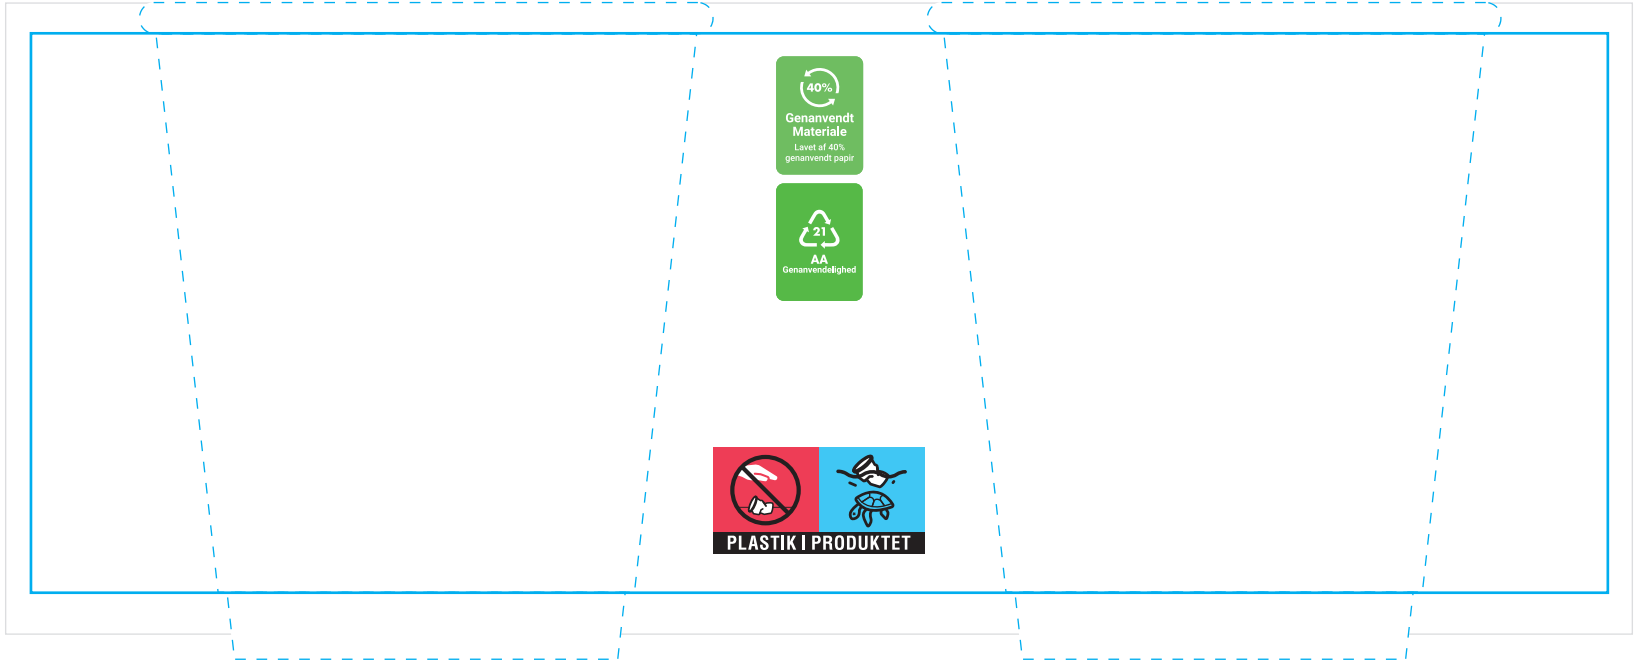 40%
Genanvendt
Materiale
Lavet af 40%
genanvendt papir
21
AA
Genanvendelighed
PLASTIK I PRODUKTET